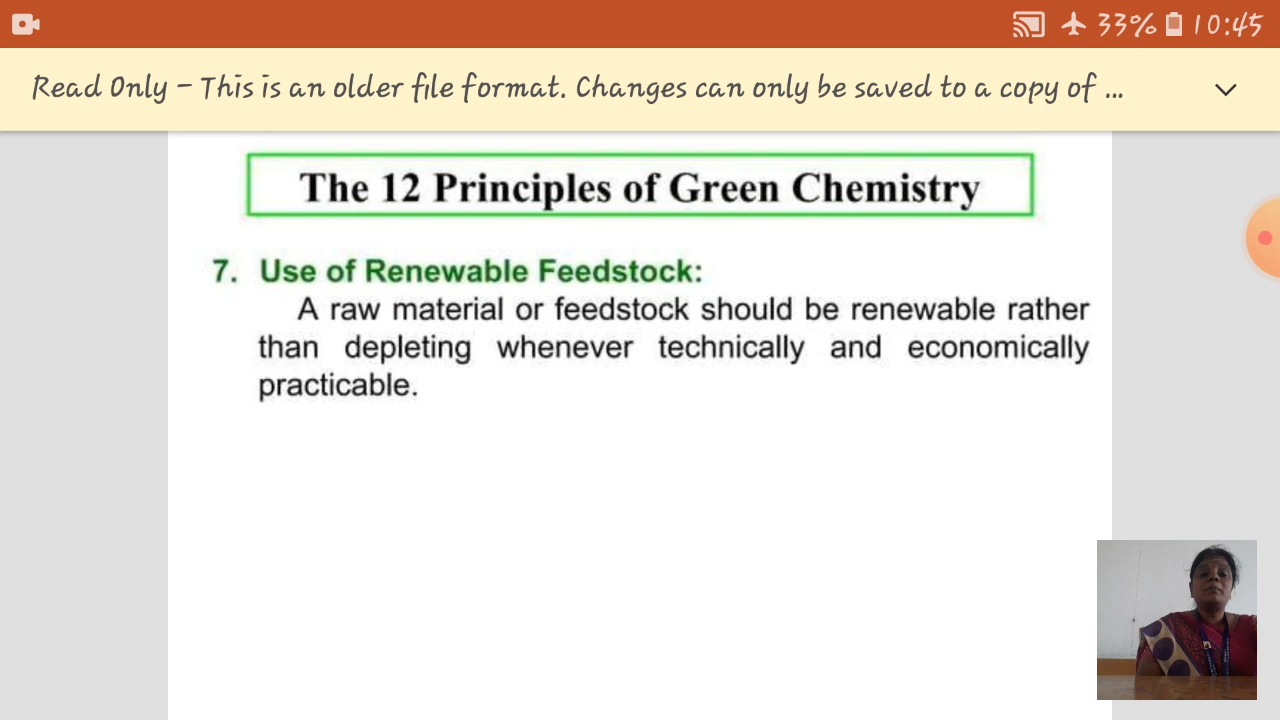 33% 10:45
Read Only – This is an older file format. Changes can only be saved to a copy of ...
The 12 Principles of Green Chemistry
7. Use of Renewable Feedstock:
A raw material or feedstock should be renewable rather
than depleting whenever technically and economically
practicable.